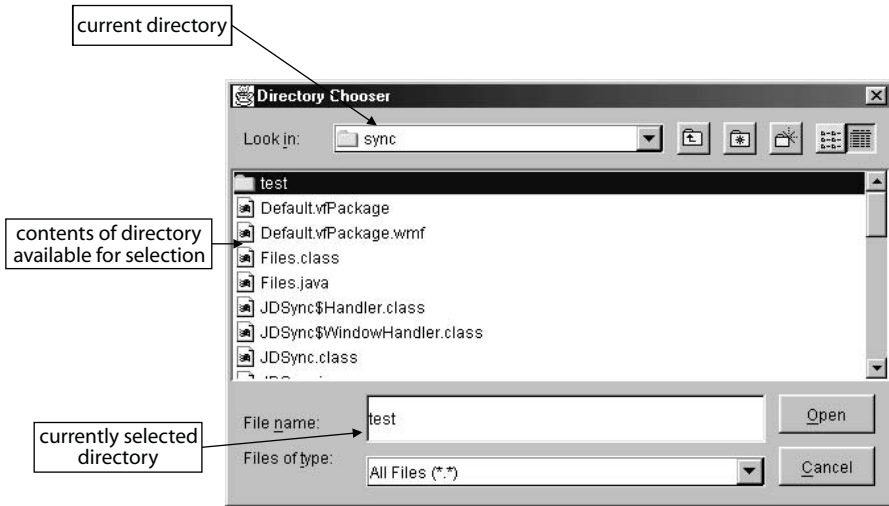 current directory
Directory Chooser
Look in:
sync
test
Default.vfPackage
Default.vfPackage.wmf
contents of directory
available for selection
Files.class
Files.java
JDSync$Handler.class
JDSync$WindowHandler.class
JDSync.class
File name:
test
Open
currently selected
directory
Files of type:
All Files (*.*)
Cancel